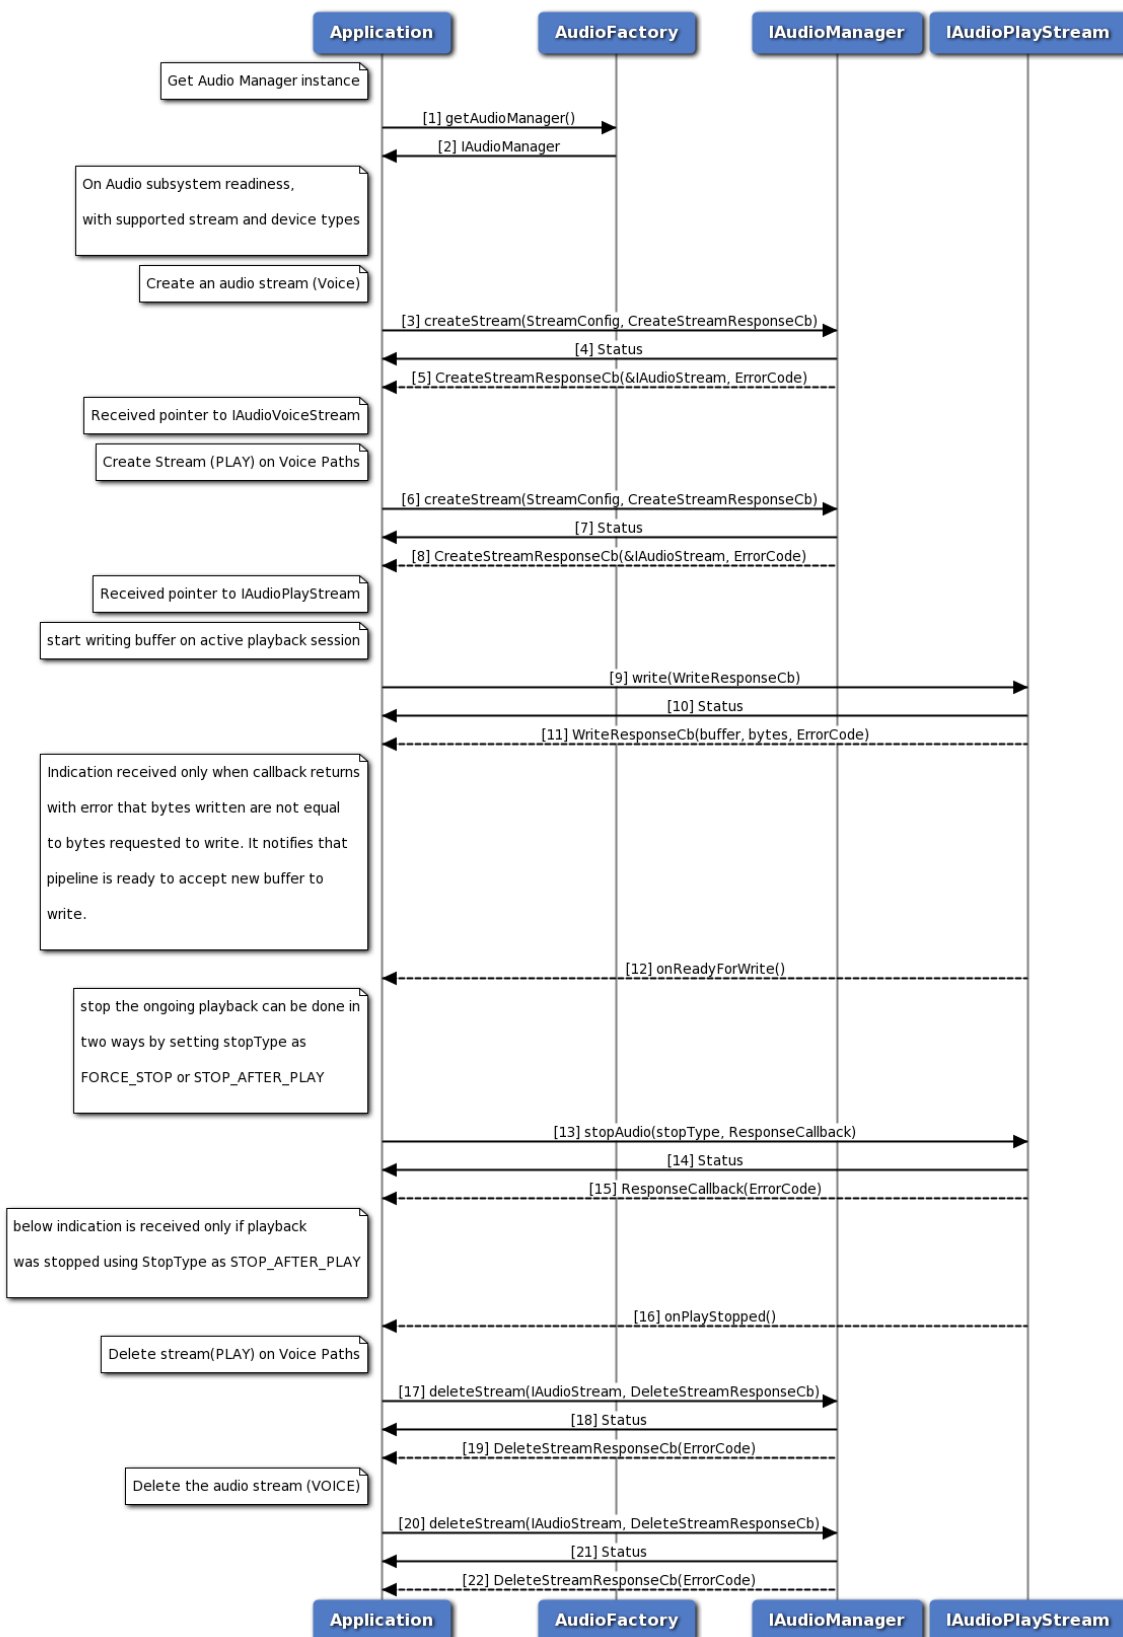 Application
AudioFactory
IAudioManager
IAudioPlayStream
Get Audio Manager instance
[1] getAudioManager()
[2] IAudioManager
On Audio subsystem readiness,
with supported stream and device types
Create an audio stream (Voice)
[3] createStream(StreamConfig, CreateStreamResponseCb)
[4] Status
[5] CreateStreamResponseCb(&IAudioStream, ErrorCode)
Received pointer to IAudioVoiceStream
Create Stream (PLAY) on Voice Paths
[6] createStream(StreamConfig, CreateStreamResponseCb)
[7] Status
[8] CreateStreamResponseCb(&IAudioStream, ErrorCode)
Received pointer to IAudioPlayStream
start writing buffer on active playback session
[9] write(WriteResponseCb)
[10] Status
[11] WriteResponseCb(buffer, bytes, ErrorCode)
Indication received only when callback returns
with error that bytes written are not equal
to bytes requested to write. It notifies that
pipeline is ready to accept new buffer to
write.
[12] onReadyForWrite()
stop the ongoing playback can be done in
two ways by setting stopType as
FORCE_STOP or STOP_AFTER_PLAY
[13] stopAudio(stopType, ResponseCallback)
[14] Status
[15] ResponseCallback(ErrorCode)
below indication is received only if playback
was stopped using StopType as STOP_AFTER_PLAY
[16] onPlayStopped()
Delete stream(PLAY) on Voice Paths
[17] deleteStream(IAudioStream, DeleteStreamResponseCb)
[18] Status
[19] DeleteStreamResponseCb(ErrorCode)
Delete the audio stream (VOICE)
[20] deleteStream(IAudioStream, DeleteStreamResponseCb)
[21] Status
[22] DeleteStreamResponseCb(ErrorCode)
Application
AudioFactory
IAudioManager
IAudioPlayStream